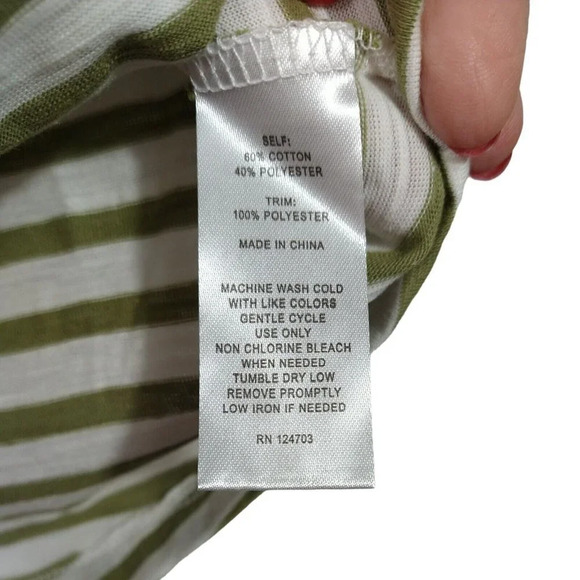 SELF:
60% COTTON
40% POLYESTER
TRIM:
100% POLYESTER
MADE IN CHINA
MACHINE WASH COLD
WITH LIKE COLORS
GENTLE CYCLE
USE ONLY
NON CHLORINE BLEACH
WHEN NEEDED
TUMBLE DRY LOW
REMOVE PROMPTLY
LOW IRON IF NEEDED
RN 124703